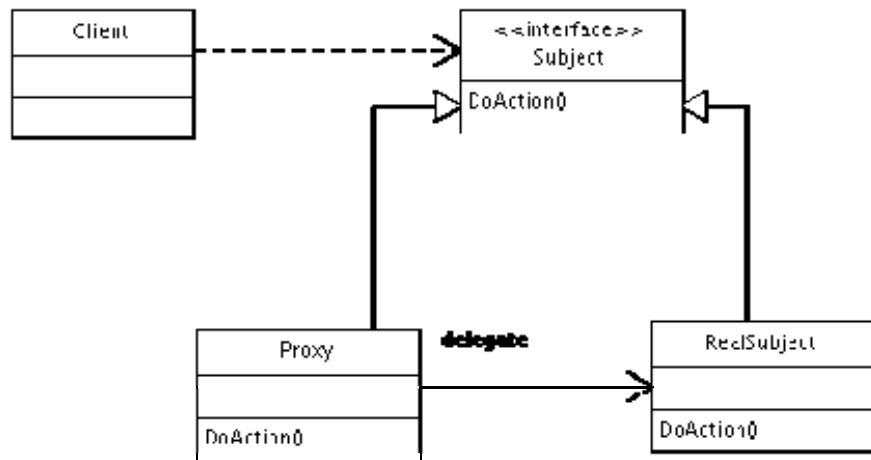 Client
<<interface>>
Subject
DoAction()
delegate
Proxy
RealSubject
DoAction()
DoAction()